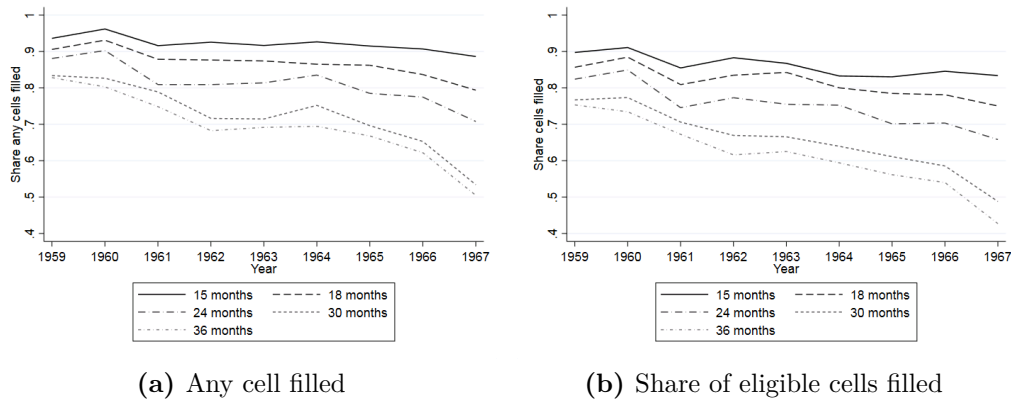 Share any cells filled
1
.9
.8
.7
.6
.5
.4
1959 1960 1961 1962 1963 1964 1965 1966 1967
Year
15 months 18 months
24 months 30 months
36 months
(a) Any cell filled
Share cells filled
1
.9
.8
.7
.6
.5
.4
1959 1960 1961 1962 1963 1964 1965 1966 1967
Year
15 months 18 months
24 months 30 months
36 months
(b) Share of eligible cells filled